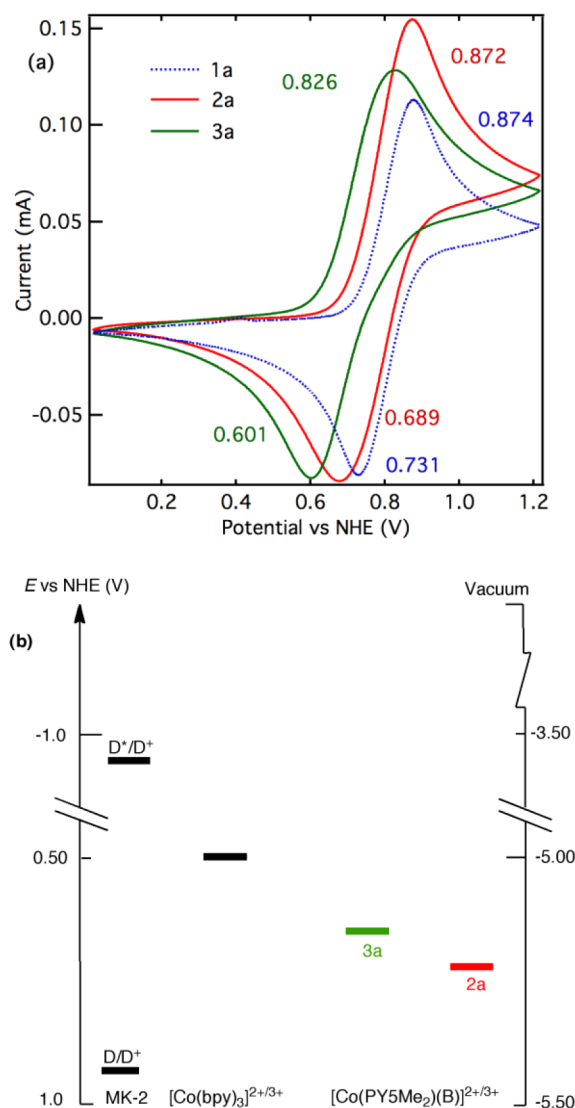 0.15
(a)
1a
2a
3a
0.826
0.872
0.874
0.10
0.05
0.00
-0.05
Current (mA)
0.601
0.689
0.731
0.2
0.4
0.6
0.8
1.0
1.2
Potential vs NHE (V)
E vs NHE (V)
Vacuum
(b)
-1.0
D*/D+
-3.50
0.50
-5.00
3a
2a
D/D+
1.0
MK-2
[Co(bpy)₃]²⁺/³⁺
[Co(PY5Me₂)(B)]²⁺/³⁺
-5.50